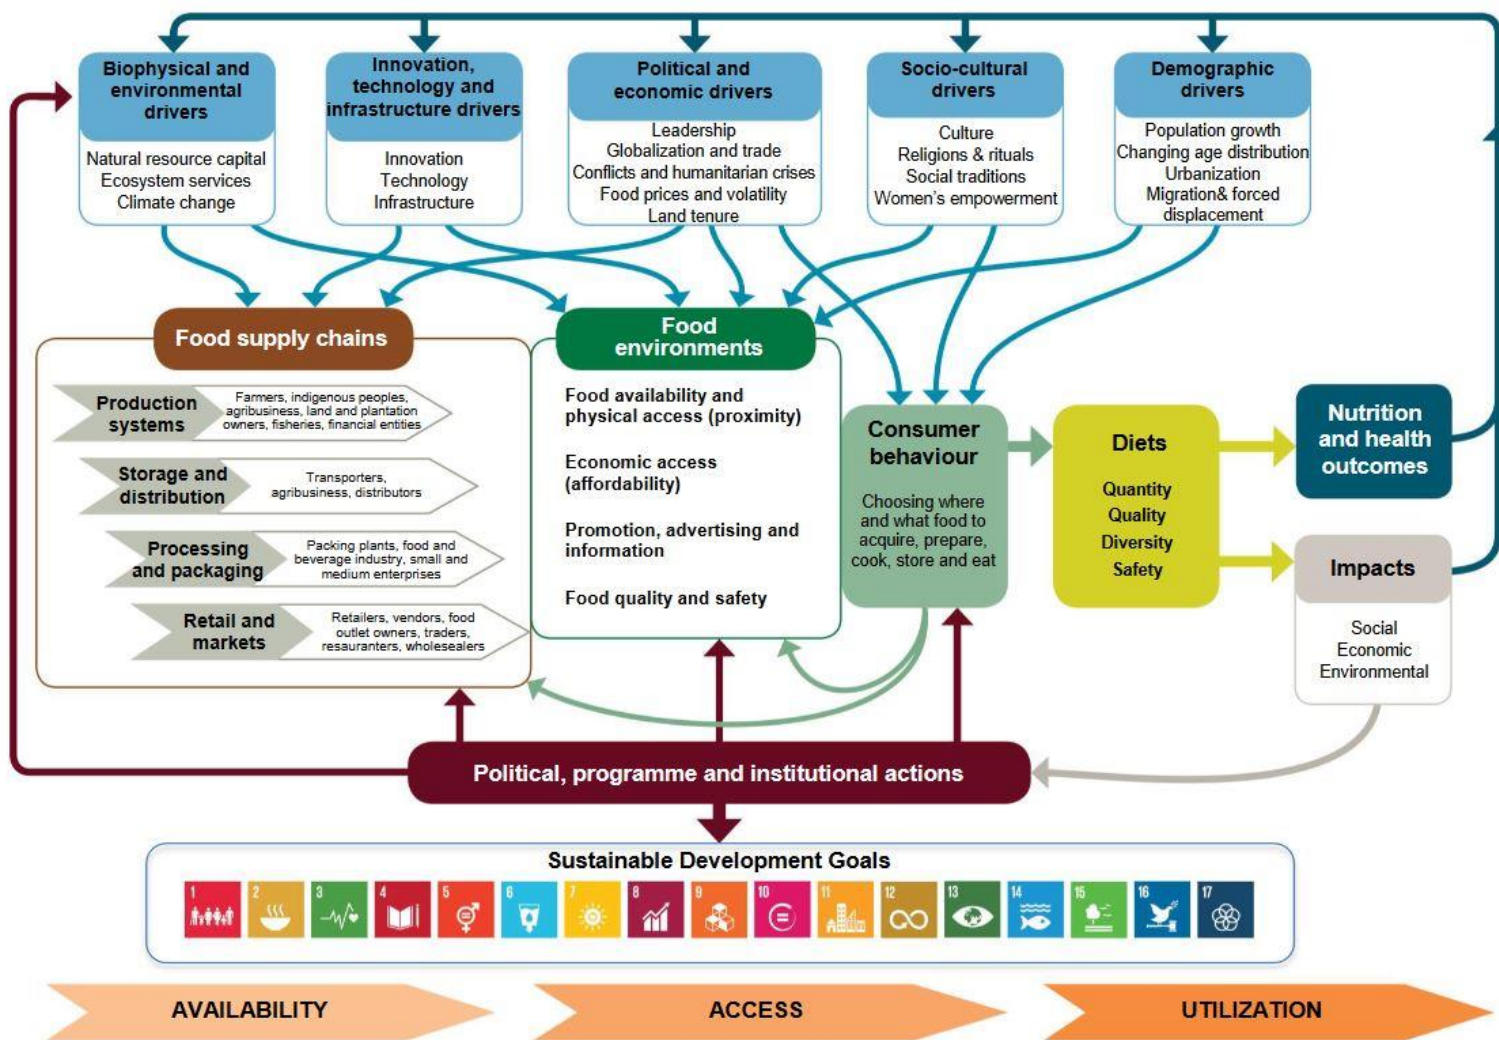 Biophysical and
environmental
drivers
Natural resource capital
Ecosystem services
Climate change
Innovation,
technology and
infrastructure drivers
Innovation
Technology
Infrastructure
Political and
economic drivers
Leadership
Globalization and trade
Conflicts and humanitarian crises
Food prices and volatility
Land tenure
Socio-cultural
drivers
Culture
Religions & rituals
Social traditions
Women's empowerment
Demographic
drivers
Population growth
Changing age distribution
Urbanization
Migration& forced
displacement
Food supply chains
Production
systems
Farmers, indigenous peoples,
agribusiness, land and plantation
owners, fisheries, financial entities
Storage and
distribution
Transporters,
agribusiness, distributors
Processing
and packaging
Packing plants, food and
beverage industry, small and
medium enterprises
Retail and
markets
Retailers, vendors, food
outlet owners, traders,
resauranters, wholesealers
Food
environments
Food availability and
physical access (proximity)
Economic access
(affordability)
Promotion, advertising and
information
Food quality and safety
Consumer
behaviour
Choosing where
and what food to
acquire, prepare,
cook, store and eat
Diets
Quantity
Quality
Diversity
Safety
Nutrition
and health
outcomes
Impacts
Social
Economic
Environmental
Political, programme and institutional actions
Sustainable Development Goals
1 2 3 4 5 6 7 8 9 10 11 12 13 14 15 16 17
AVAILABILITY ACCESS UTILIZATION